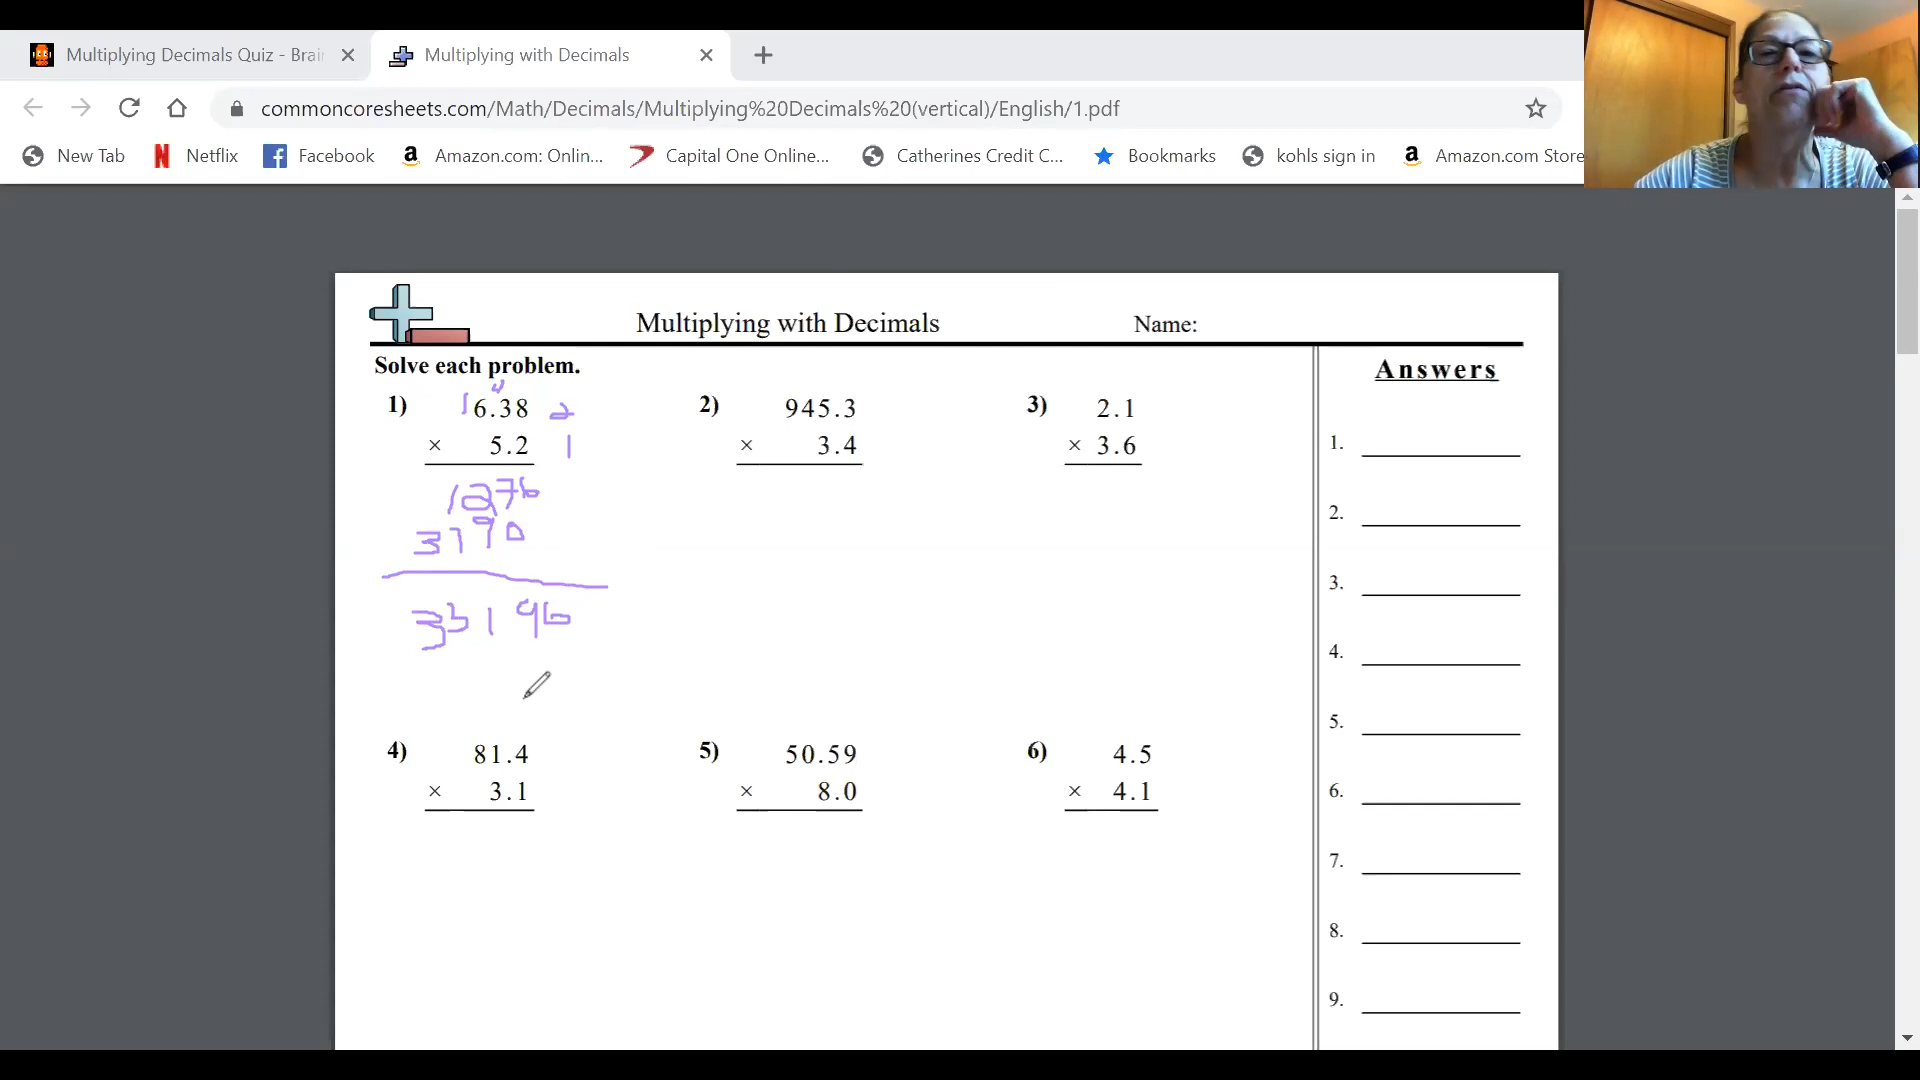 Multiplying Decimals Quiz - Brai
Multiplying with Decimals
commoncoresheets.com/Math/Decimals/Multiplying%20Decimals%20(vertical)/English/1.pdf
New Tab Netflix Facebook Amazon.com: Onlin... Capital One Online... Catherines Credit C... Bookmarks kohls sign in Amazon.com Store
Multiplying with Decimals Name:
Solve each problem.
Answers
1) 6.38 2
× 5.2 1
1276
3190
33196
2) 945.3
× 3.4
3) 2.1
× 3.6
4) 81.4
× 3.1
5) 50.59
× 8.0
6) 4.5
× 4.1
1.
2.
3.
4.
5.
6.
7.
8.
9.